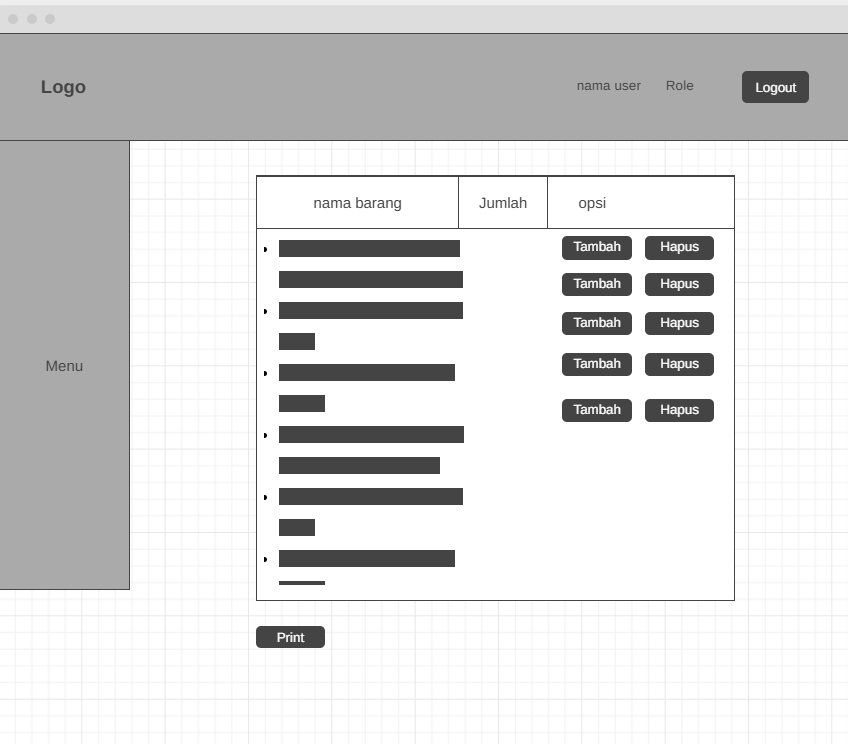 Logo
nama user Role Logout
nama barang Jumlah opsi
Tambah Hapus
Tambah Hapus
Tambah Hapus
Menu
Tambah Hapus
Tambah Hapus
Print